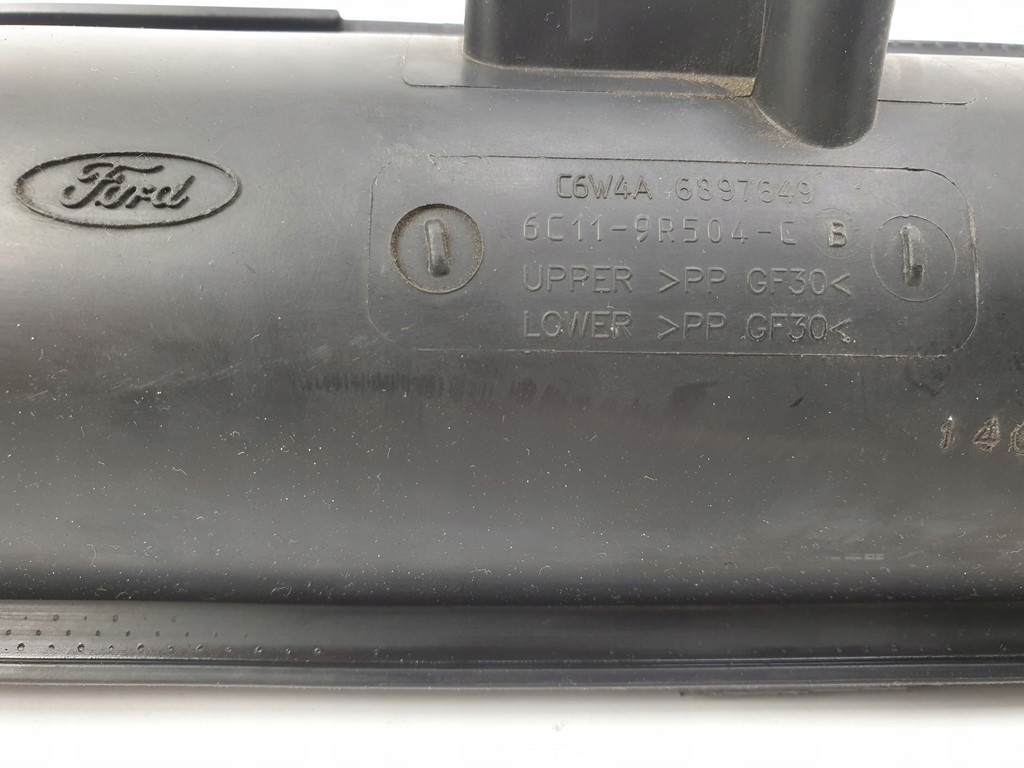 Ford
C6W4A 6897649
6C11-9R504-C B
UPPER >PP GF30<
LOWER >PP GF30<